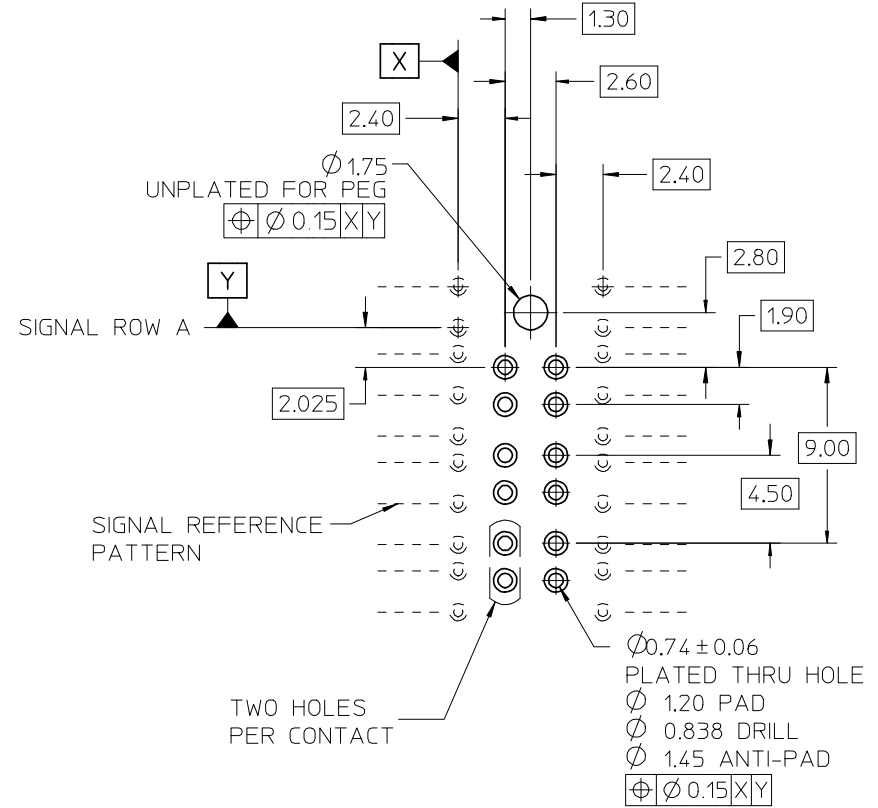 1.30
X
2.60
2.40
⌀ 1.75
UNPLATED FOR PEG
⌖ ⌀ 0.15 X Y
2.40
Y
2.80
SIGNAL ROW A
1.90
2.025
9.00
4.50
SIGNAL REFERENCE
PATTERN
⌀0.74±0.06
PLATED THRU HOLE
⌀ 1.20 PAD
⌀ 0.838 DRILL
⌀ 1.45 ANTI-PAD
⌖ ⌀ 0.15 X Y
TWO HOLES
PER CONTACT